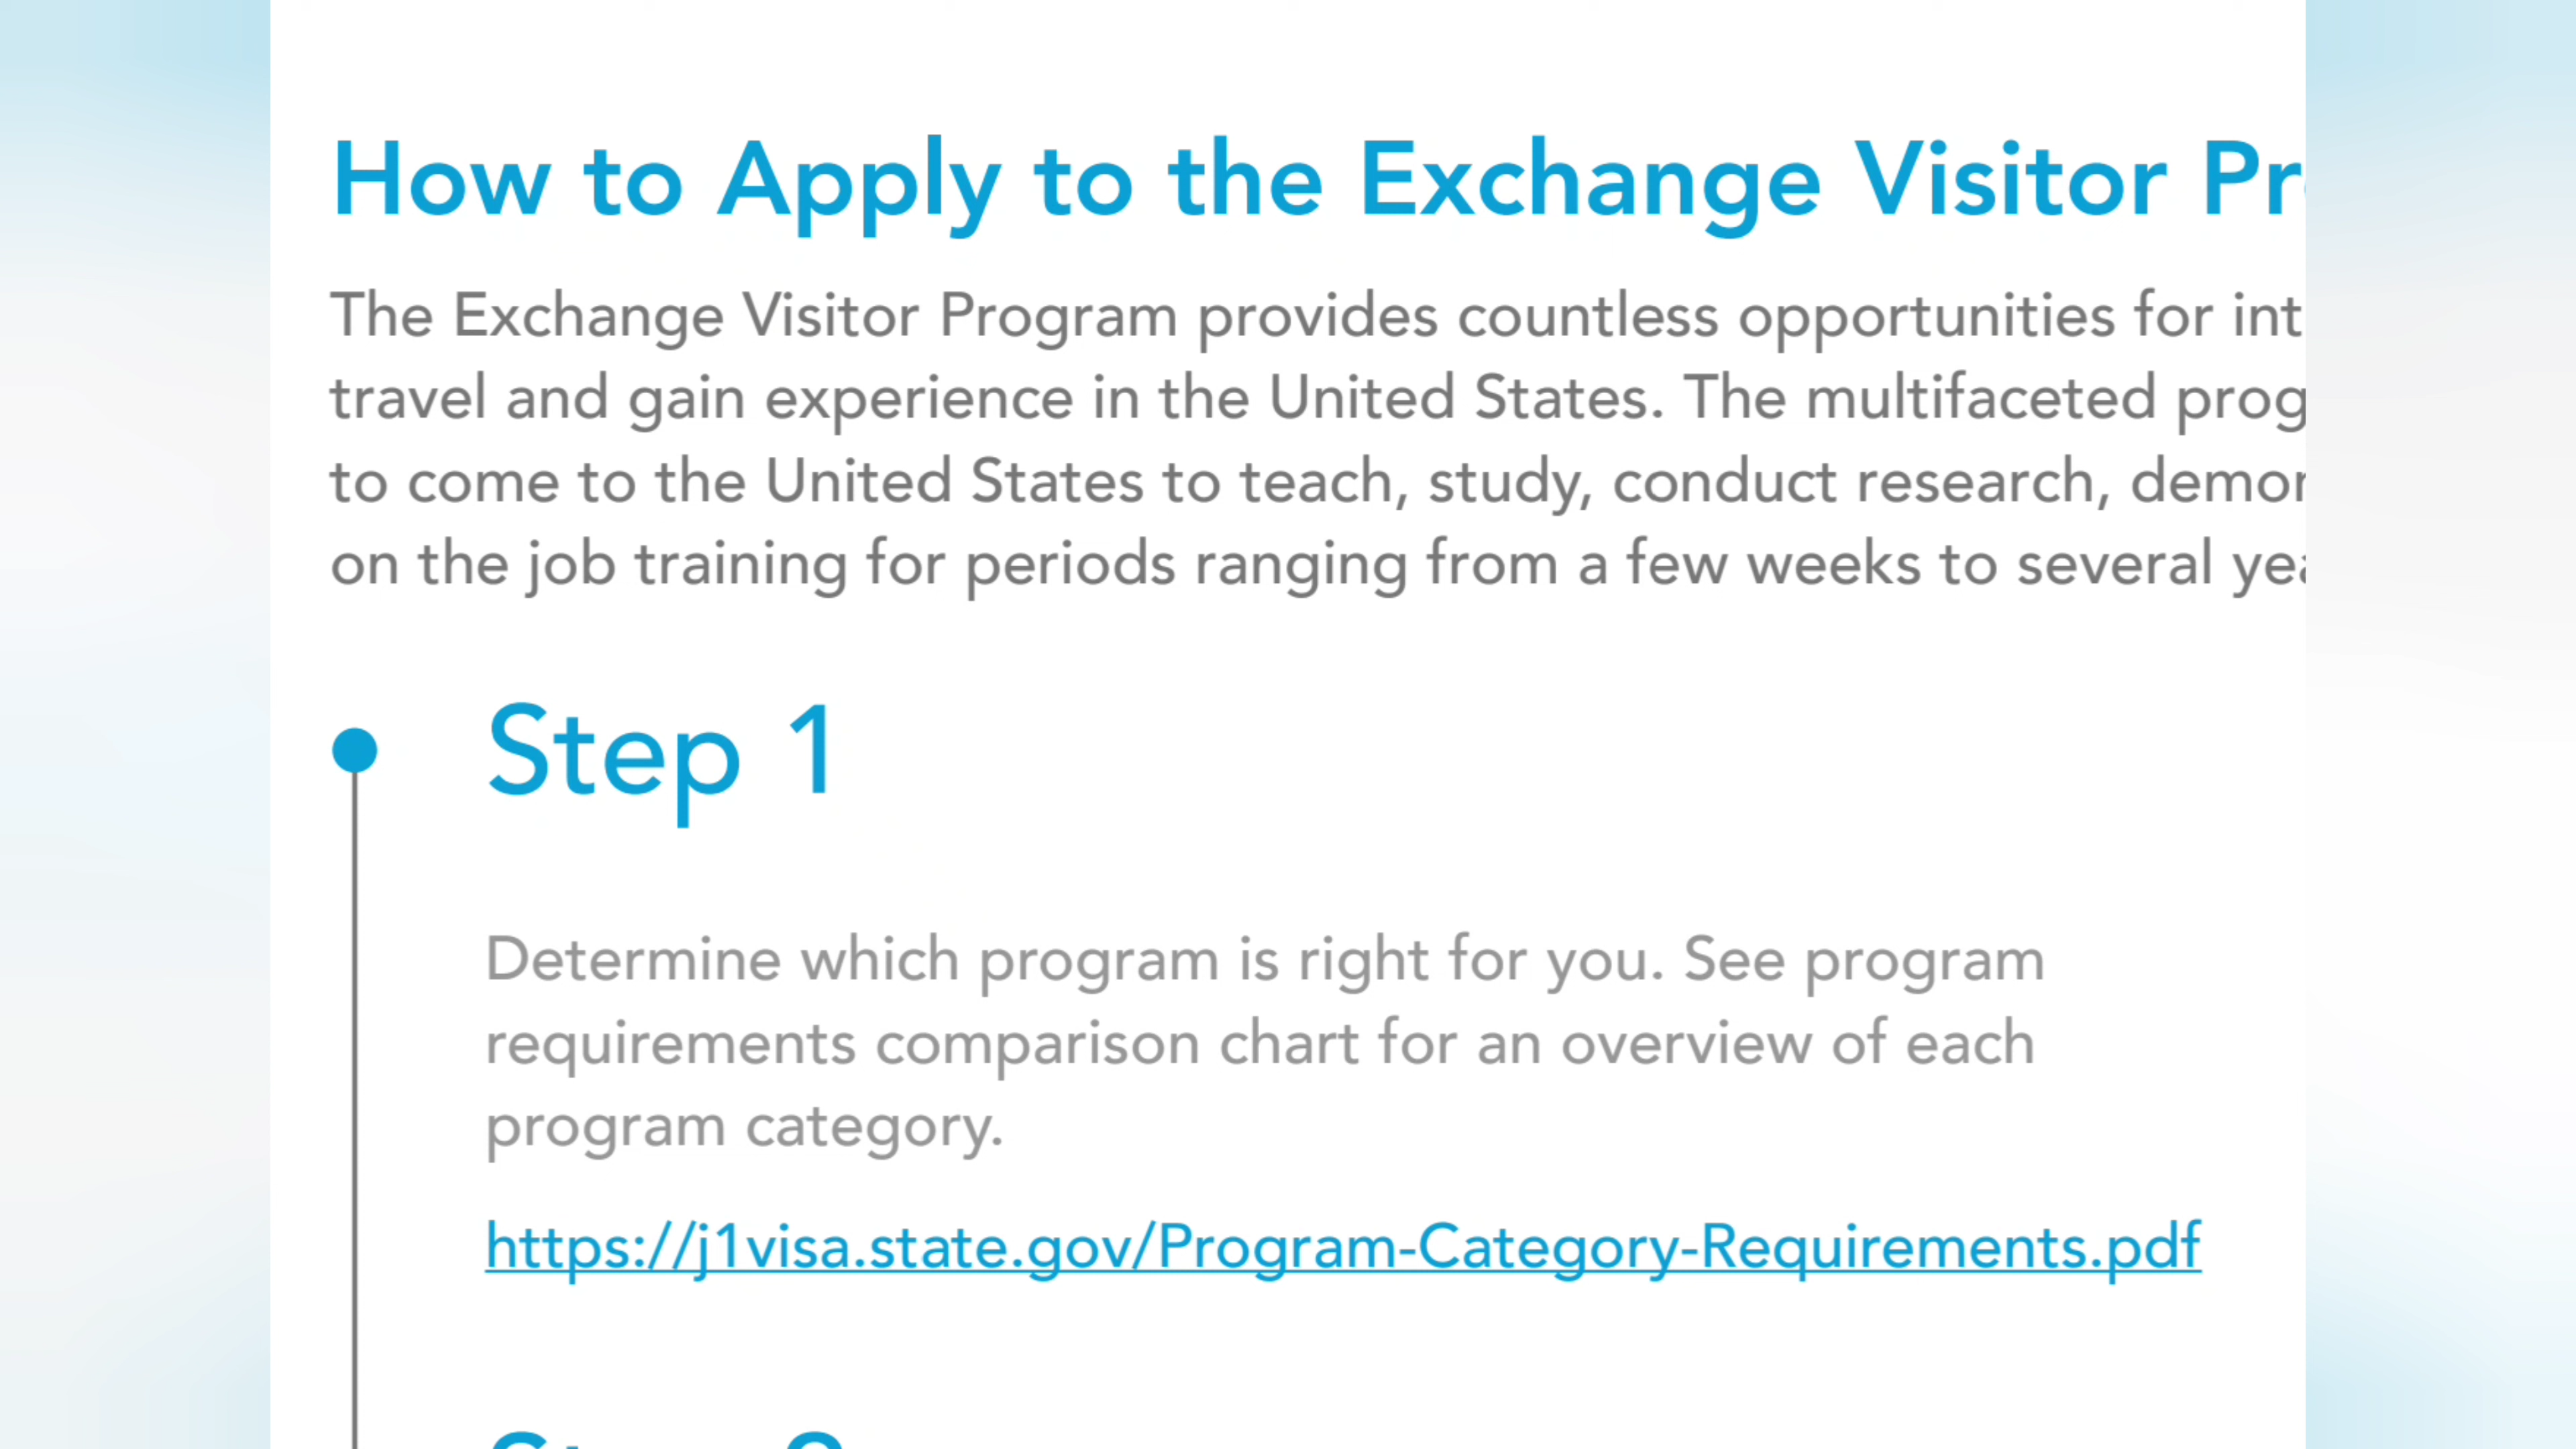 How to Apply to the Exchange Visitor
The Exchange Visitor Program provides countless opportunities for
travel and gain experience in the United States. The multifaceted
to come to the United States to teach, study, conduct research,
on the job training for periods ranging from a few weeks to several
Step 1
Determine which program is right for you. See program
requirements comparison chart for an overview of each
program category.
https://j1visa.state.gov/Program-Category-Requirements.pdf